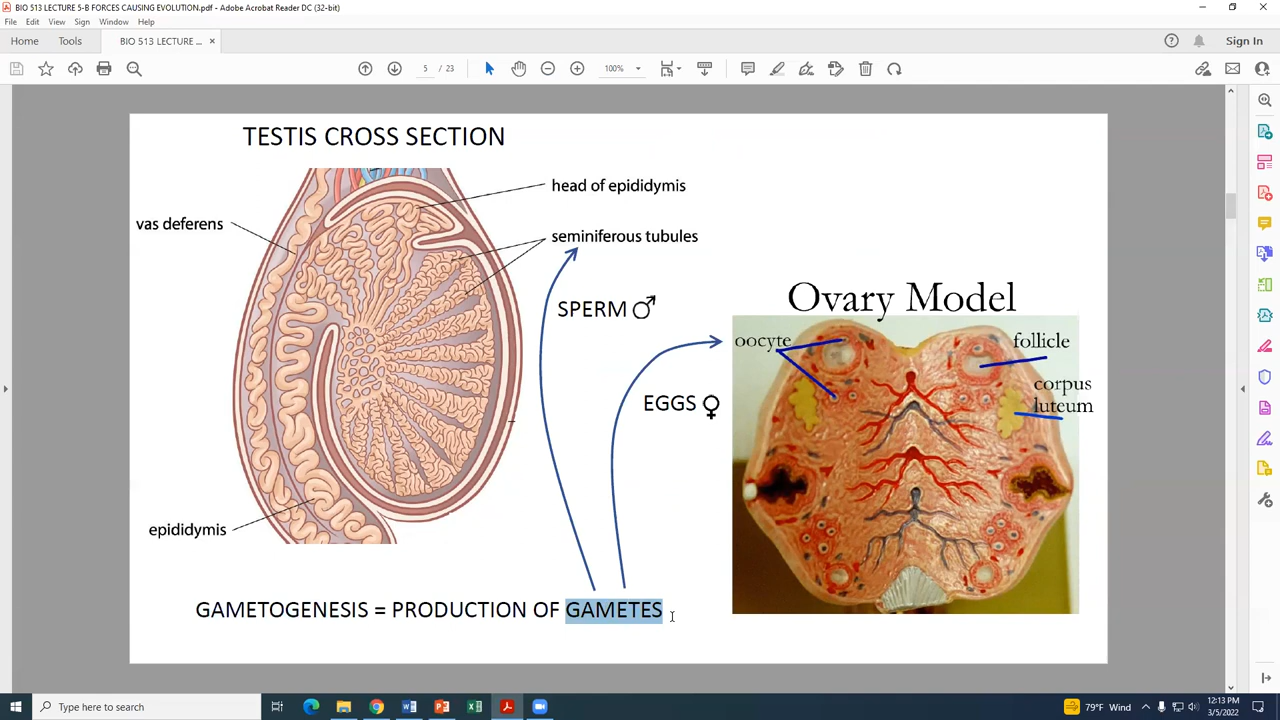 BIO 513 LECTURE 5-B FORCES CAUSING EVOLUTION.pdf - Adobe Acrobat Reader DC (32-bit)
File Edit View Sign Window Help
Home Tools BIO 513 LECTURE ... × Sign In
5 / 23 100%
TESTIS CROSS SECTION
head of epididymis
vas deferens
seminiferous tubules
SPERM ♂
Ovary Model
oocyte
follicle
corpus
luteum
EGGS ♀
epididymis
GAMETOGENESIS = PRODUCTION OF GAMETES
Type here to search
79°F Wind
12:13 PM
3/5/2022